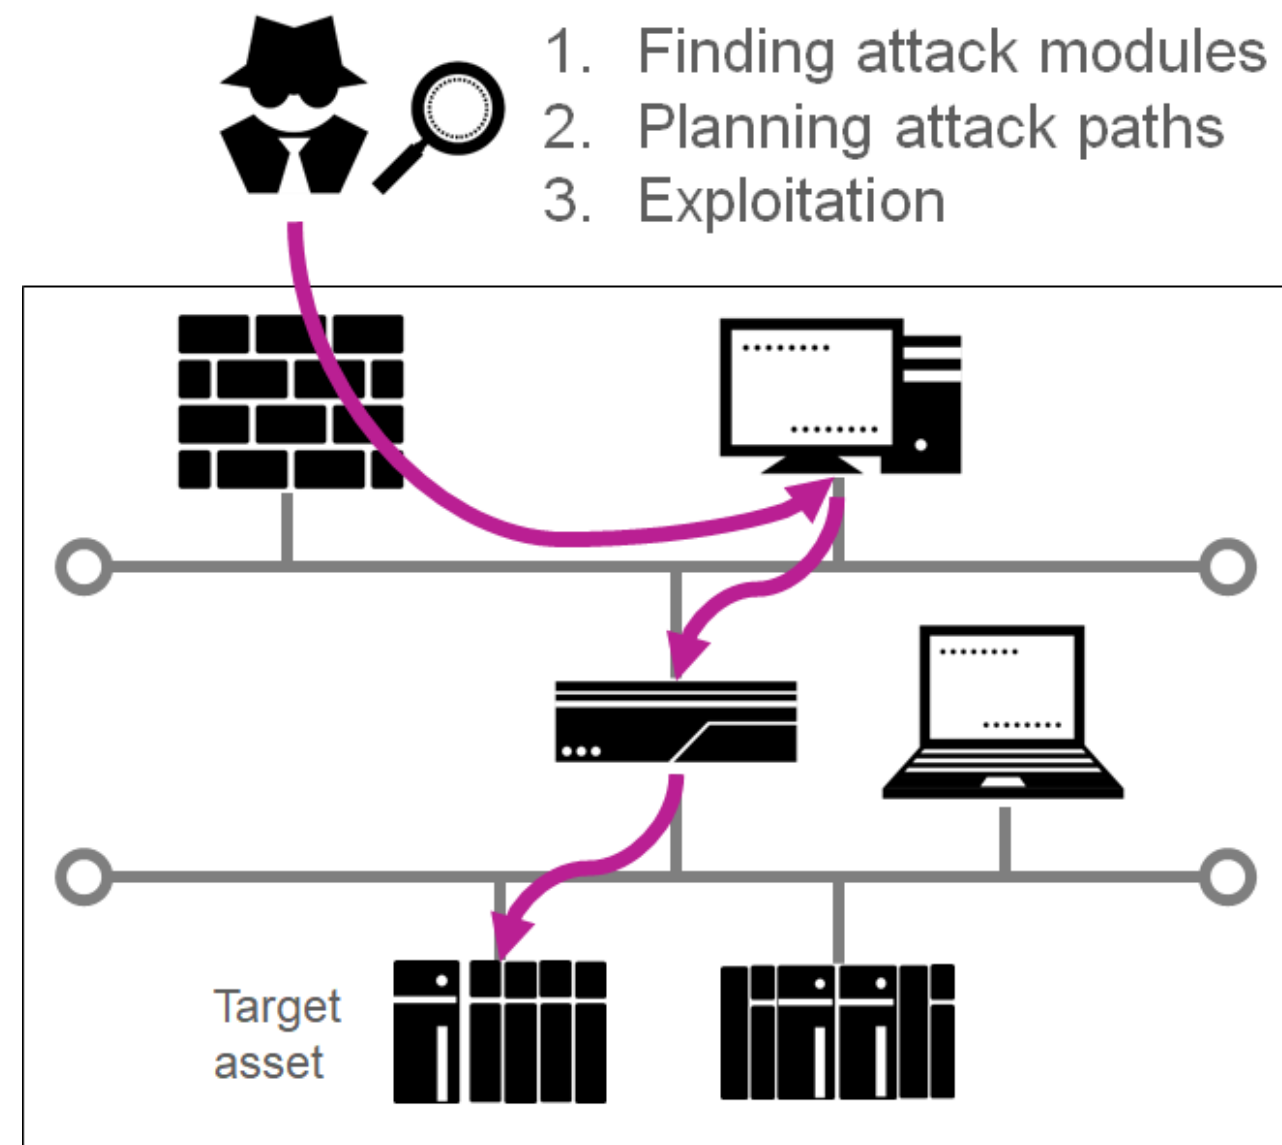 1. Finding attack modules
2. Planning attack paths
3. Exploitation
Target
asset